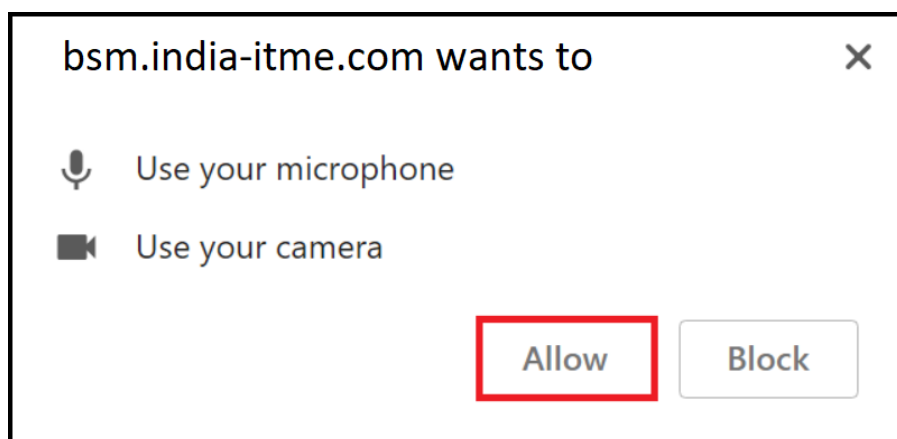 bsm.india-itme.com wants to
Use your microphone
Use your camera
Allow
Block